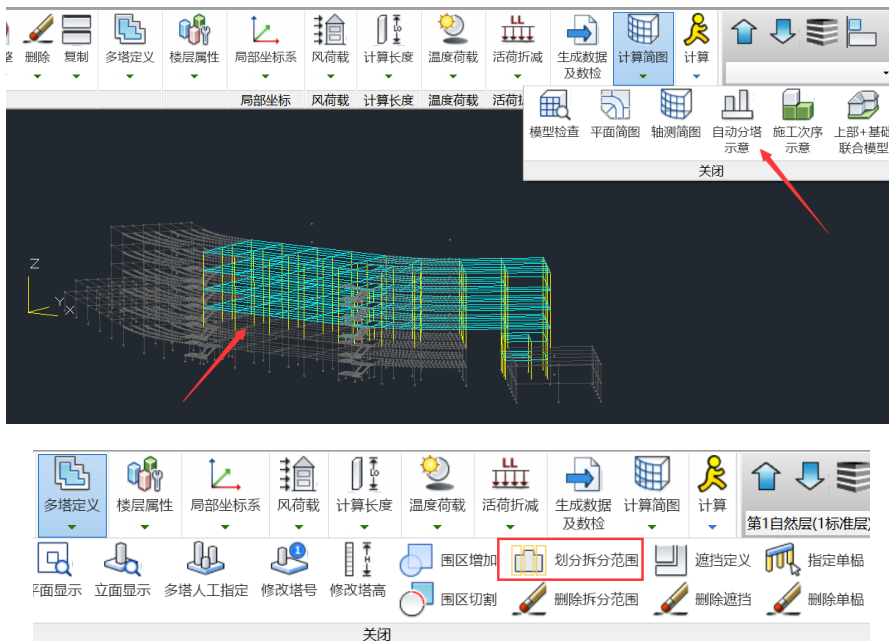 删除 复制 多塔定义 楼层属性 局部坐标系 风荷载 计算长度 温度荷载 活荷折减 生成数据 计算简图 计算
及数检
局部坐标 风荷载 计算长度 温度荷载
模型检查 平面简图 轴测简图 自动分塔 施工次序 上部+基础
示意 示意 联合模型
关闭
Z
Y
X
多塔定义 楼层属性 局部坐标系 风荷载 计算长度 温度荷载 活荷折减 生成数据 计算简图 计算
及数检
第1自然层(1标准层)
围区增加 划分拆分范围 遮挡定义 指定单榀
平面显示 立面显示 多塔人工指定 修改塔号 修改塔高
围区切割 删除拆分范围 删除遮挡 删除单榀
关闭